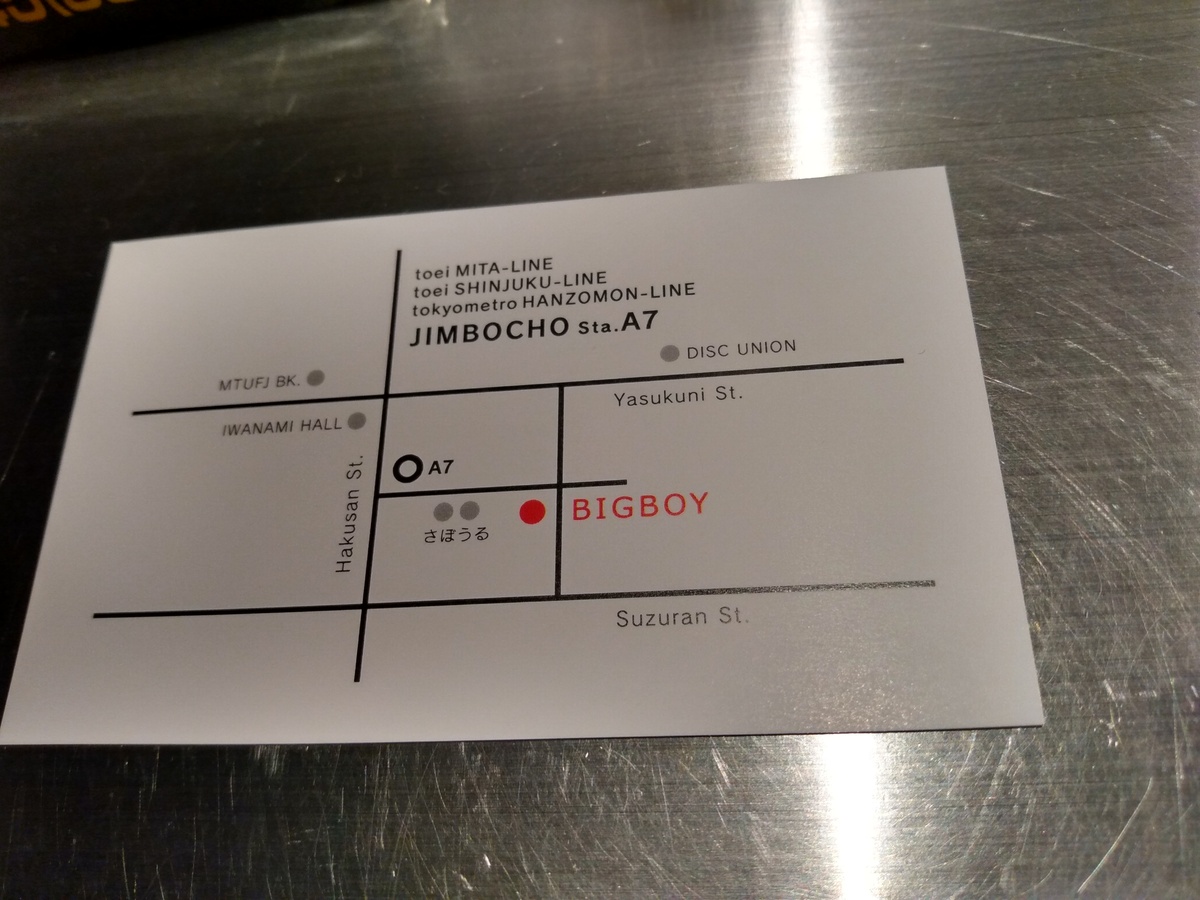 toei MITA-LINE
toei SHINJUKU-LINE
tokyometro HANZOMON-LINE
JIMBOCHO Sta.A7
DISC UNION
MTUFJ BK.
Yasukuni St.
IWANAMI HALL
A7
Hakusan St.
BIGBOY
さぼうる
Suzuran St.